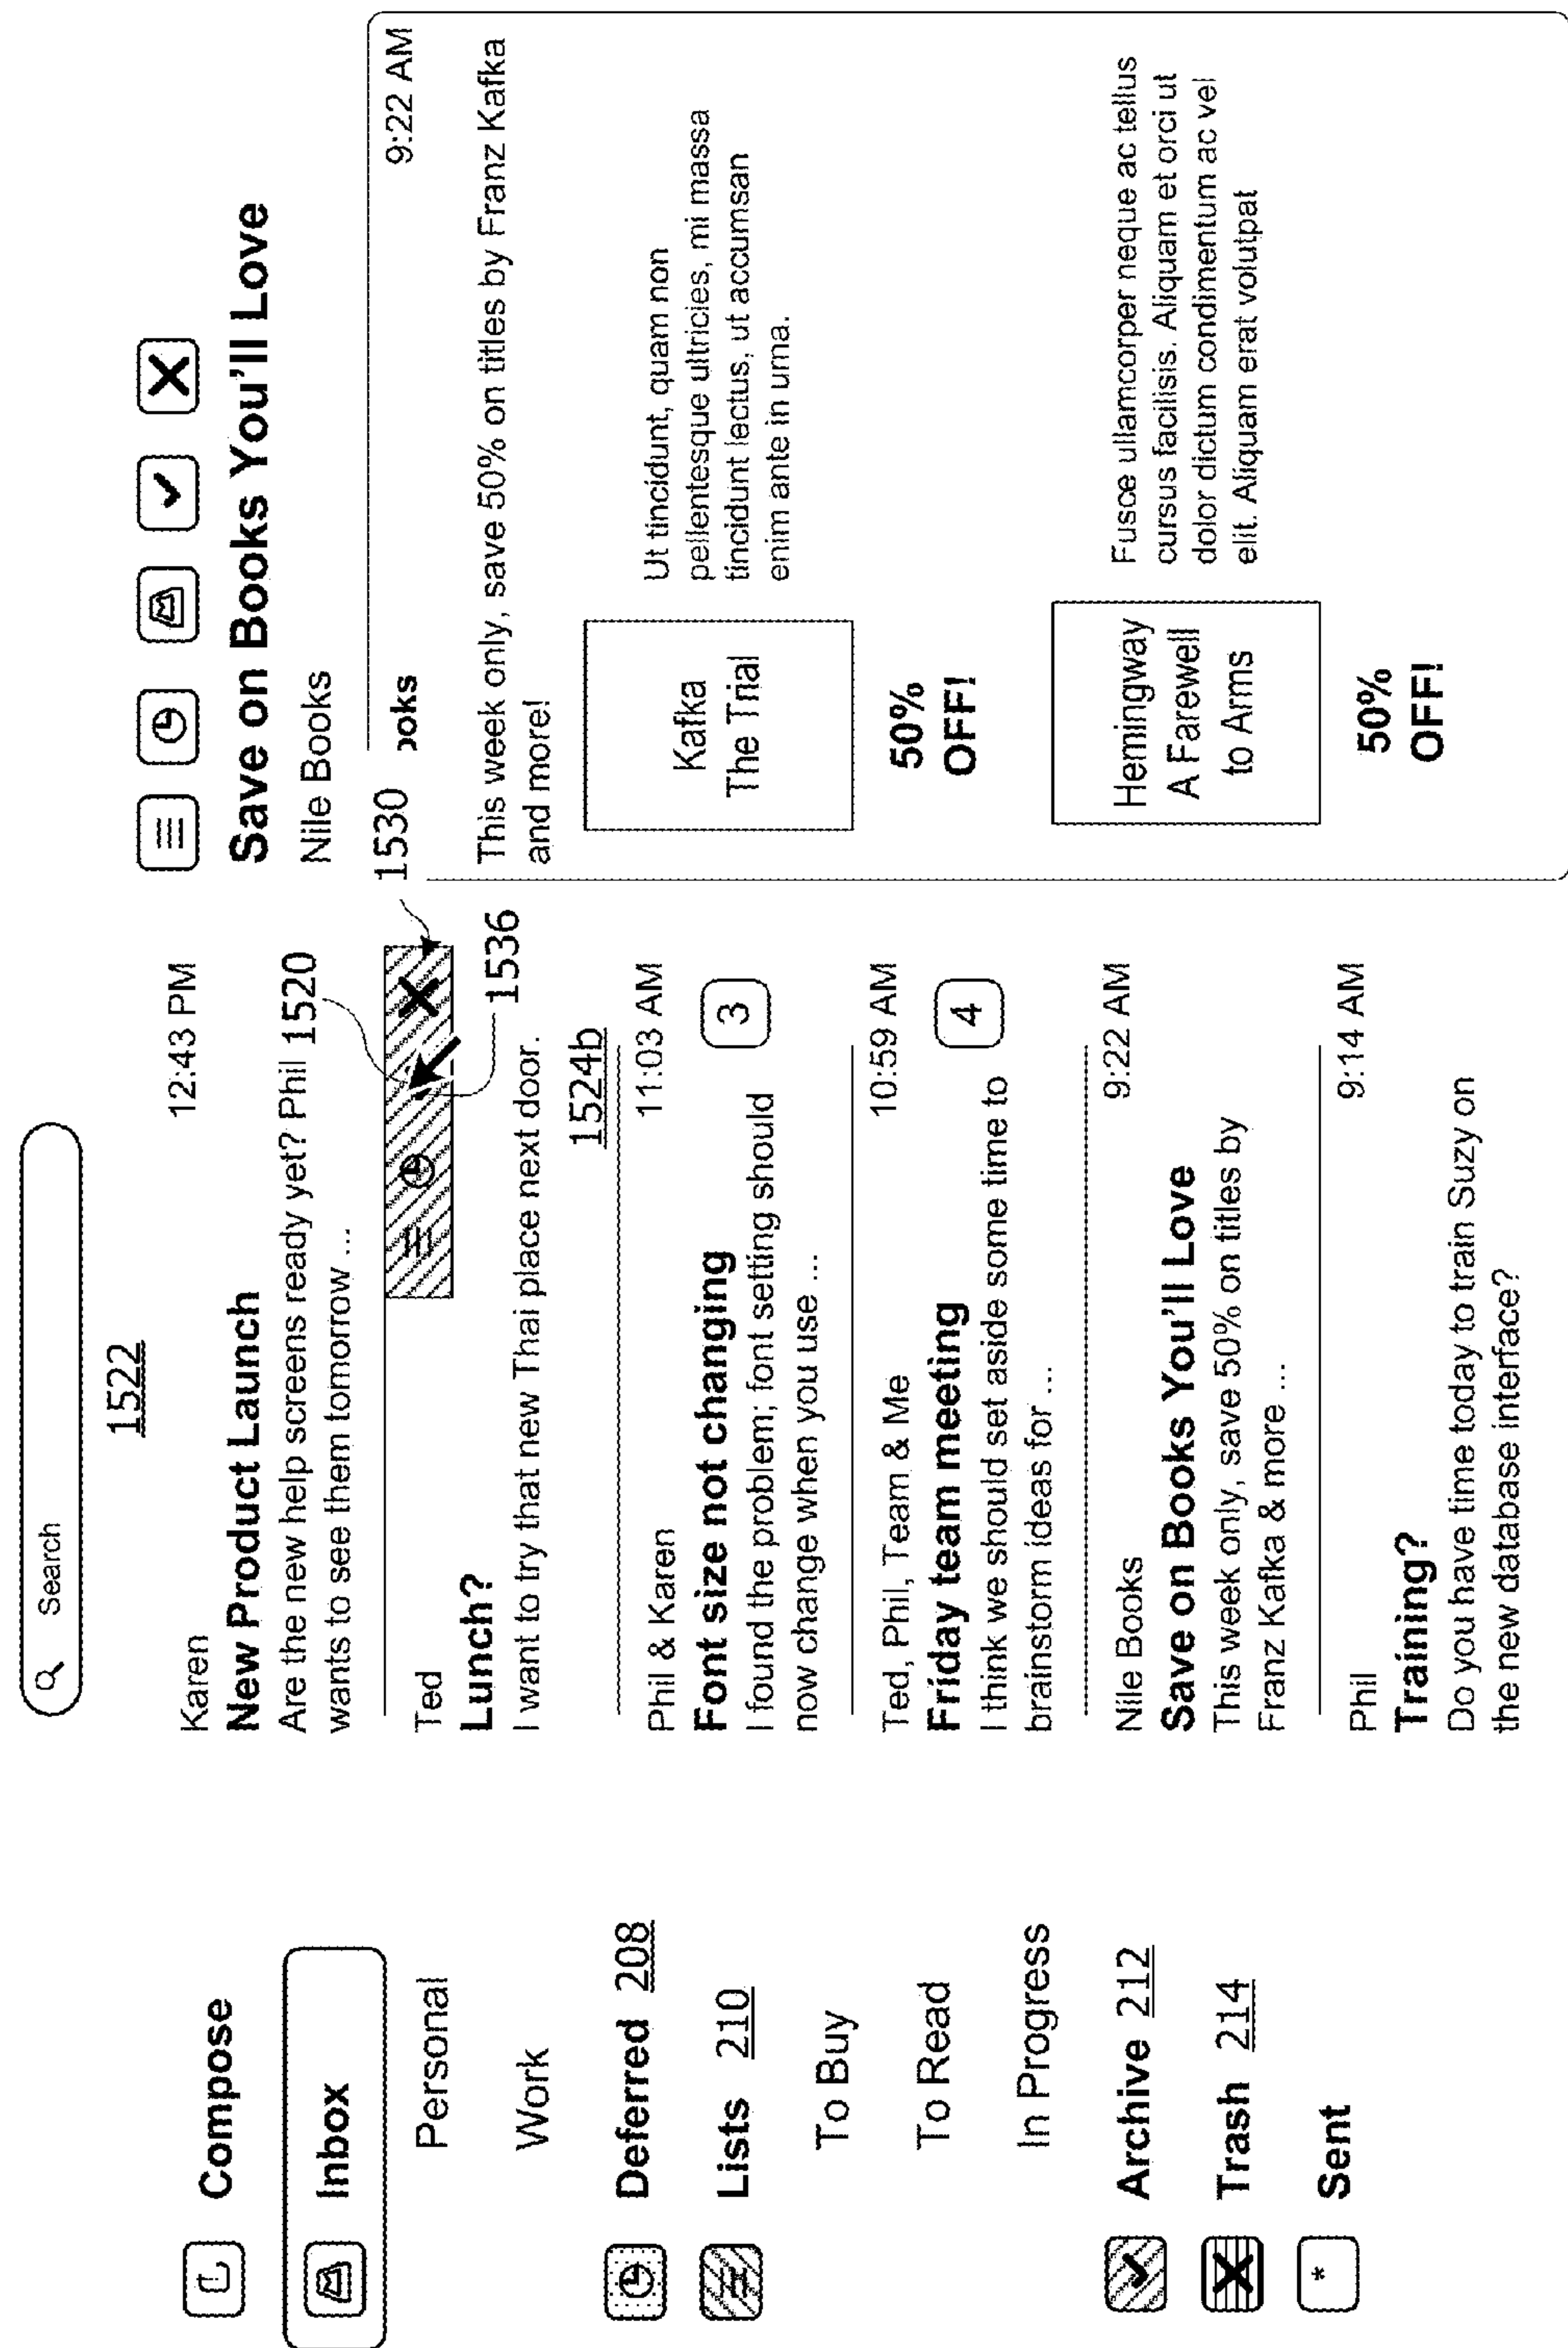 Search
1522
Compose
Inbox
Personal
Work
Deferred 208
Lists 210
To Buy
To Read
In Progress
Archive 212
Trash 214
* Sent
Karen 12:43 PM
New Product Launch
Are the new help screens ready yet? Phil
wants to see them tomorrow ...
1520
1530
1536
Ted
Lunch?
I want to try that new Thai place next door.
1524b
Phil & Karen 11:03 AM
Font size not changing 3
I found the problem; font setting should
now change when you use ...
Ted, Phil, Team & Me 10:59 AM
Friday team meeting 4
I think we should set aside some time to
brainstorm ideas for ...
Nile Books 9:22 AM
Save on Books You'll Love
This week only, save 50% on titles by
Franz Kafka & more ...
Phil 9:14 AM
Training?
Do you have time today to train Suzy on
the new database interface?
Save on Books You'll Love
Nile Books
ooks 9:22 AM
This week only, save 50% on titles by Franz Kafka
and more!
Kafka
The Trial
50%
OFF!
Ut tincidunt, quam non
pellentesque ultricies, mi massa
tincidunt lectus, ut accumsan
enim ante in urna.
Hemingway
A Farewell
to Arms
50%
OFF!
Fusce ullamcorper neque ac tellus
cursus facilisis. Aliquam et orci ut
dolor dictum condimentum ac vel
elit. Aliquam erat volutpat